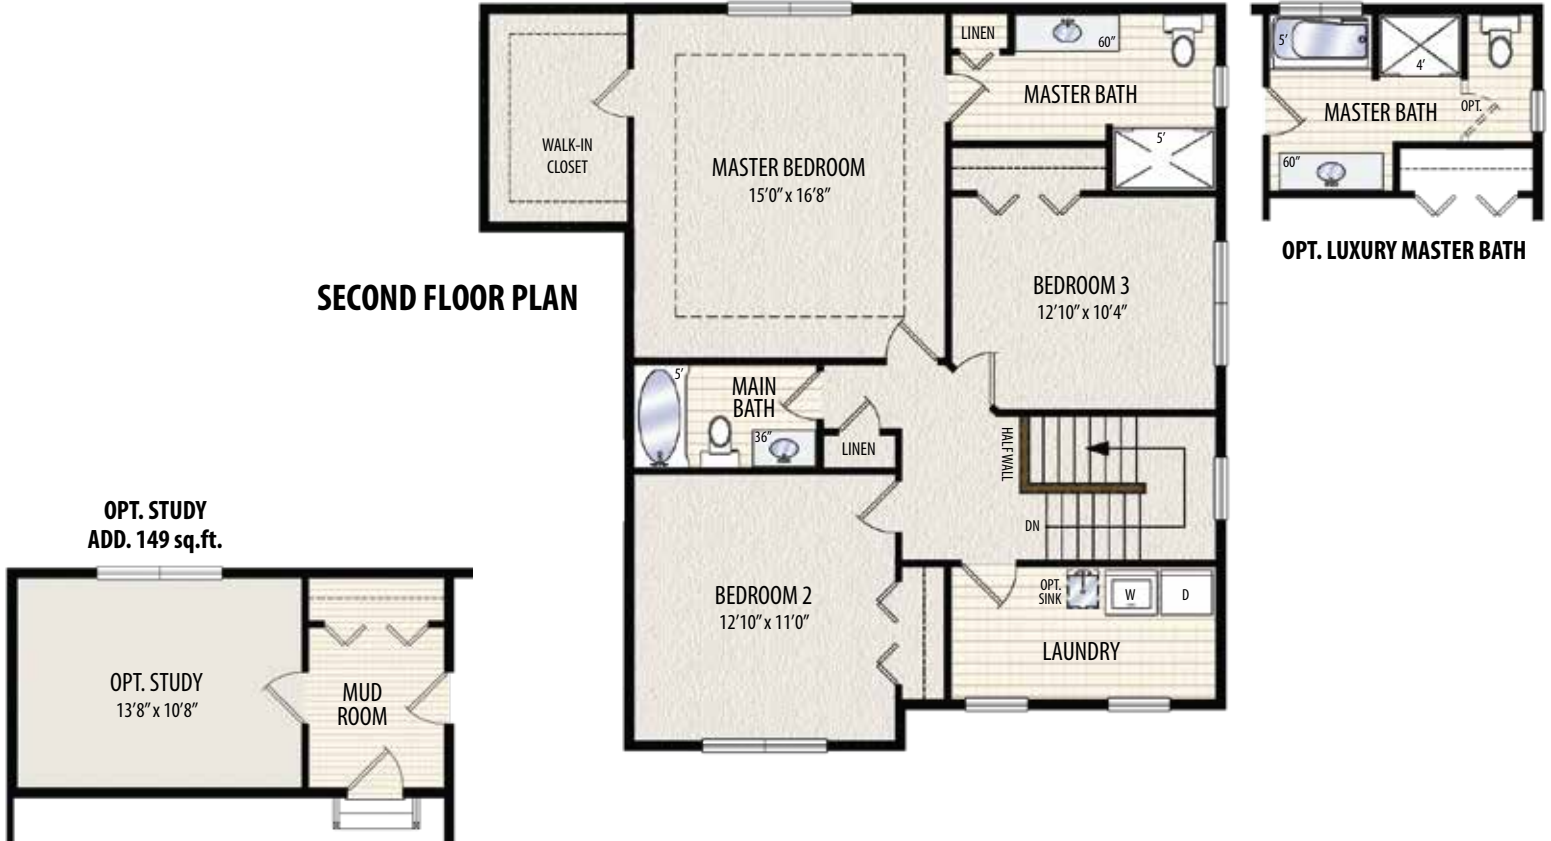 LINEN
60"
5'
4'
WALK-IN
CLOSET
MASTER BEDROOM
15'0" x 16'8"
MASTER BATH
5'
MASTER BATH
OPT.
60"
OPT. LUXURY MASTER BATH
SECOND FLOOR PLAN
BEDROOM 3
12'10" x 10'4"
5'
MAIN
BATH
36"
LINEN
HALF WALL
DN
OPT. STUDY
ADD. 149 sq.ft.
BEDROOM 2
12'10" x 11'0"
OPT.
SINK
W
D
LAUNDRY
OPT. STUDY
13'8" x 10'8"
MUD
ROOM